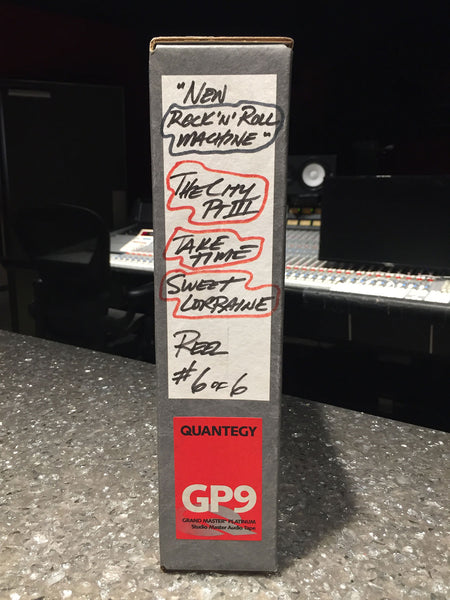 "New
Rock 'n' Roll
Machine"
The City
Pt III
Take
Time
Sweet
Lorraine
Reel
#6 of 6
QUANTEGY
GP9
GRAND MASTER™ PLATINUM
Studio Master Audio Tape